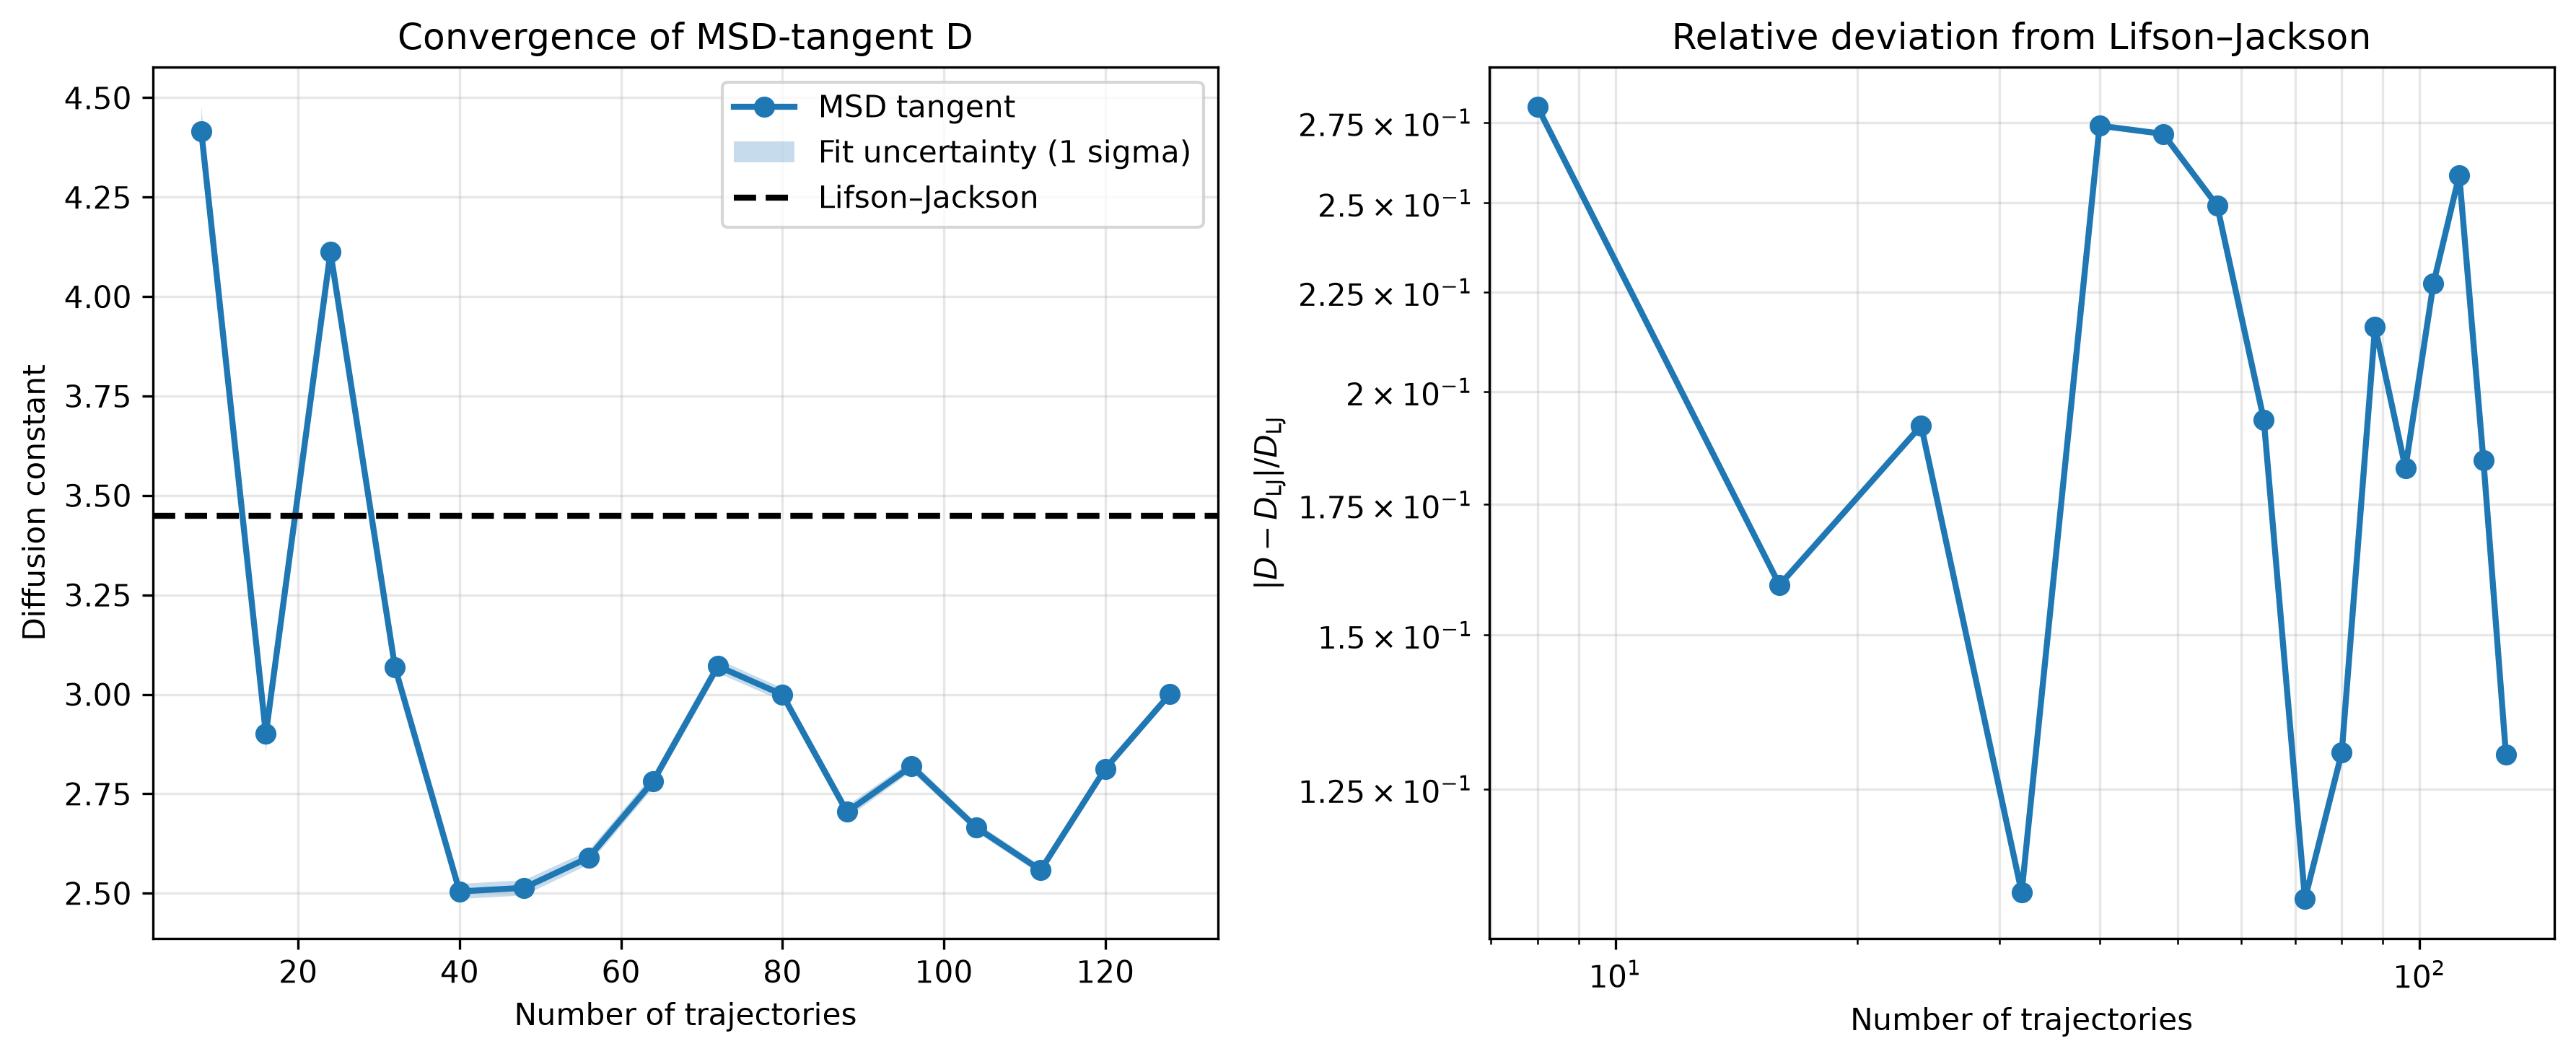 Convergence of MSD-tangent D
4.50
4.25
4.00
3.75
3.50
3.25
3.00
2.75
2.50
Diffusion constant
MSD tangent
Fit uncertainty (1 sigma)
Lifson–Jackson
20 40 60 80 100 120
Number of trajectories
Relative deviation from Lifson–Jackson
2.75 × 10⁻¹
2.5 × 10⁻¹
2.25 × 10⁻¹
2 × 10⁻¹
1.75 × 10⁻¹
1.5 × 10⁻¹
1.25 × 10⁻¹
|D − D_LJ|/D_LJ
10¹ 10²
Number of trajectories